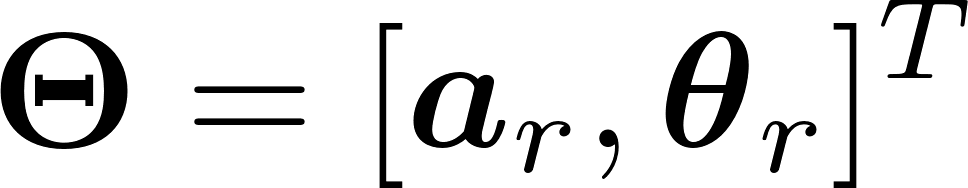 Θ = [a_r, θ_r]^T